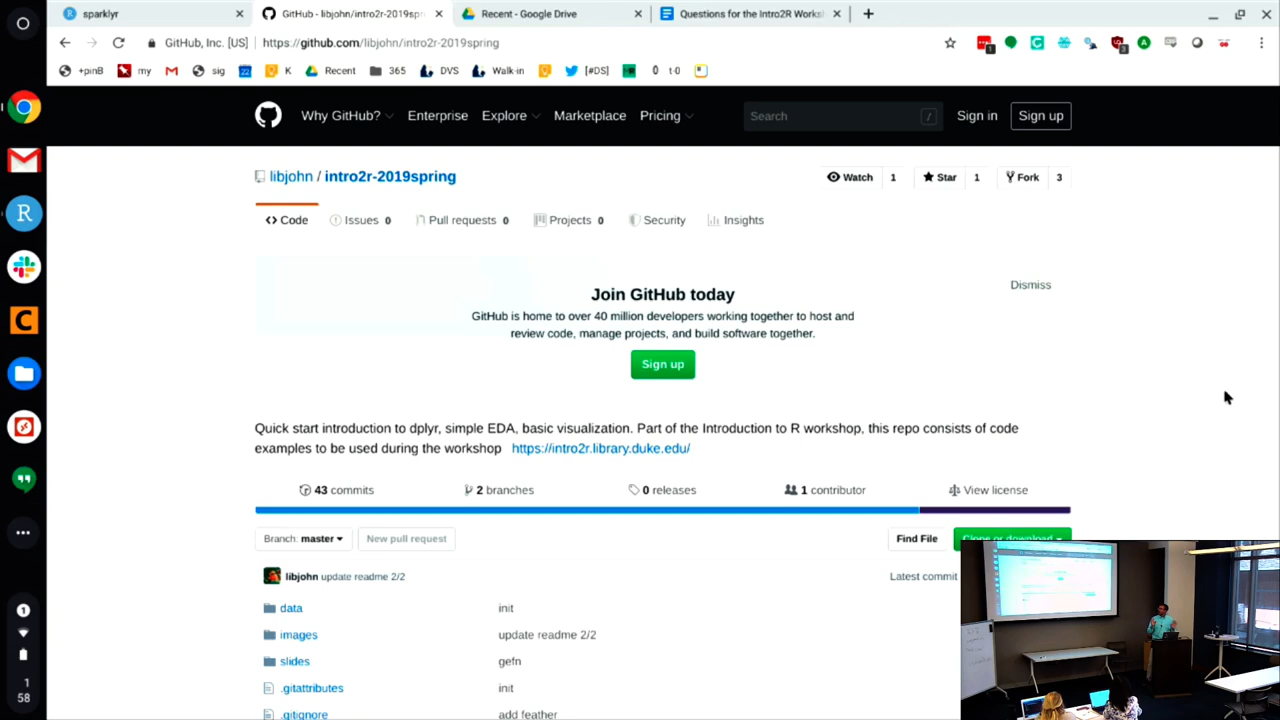 sparklyr
GitHub - libjohn/intro2r-2019spr
Recent - Google Drive
Questions for the Intro2R Works
GitHub, Inc. [US]
https://github.com/libjohn/intro2r-2019spring
+pinB
my
sig
22
K
Recent
365
DVS
Walk-in
[#DS]
0 t-0
Why GitHub?
Enterprise
Explore
Marketplace
Pricing
Search
/
Sign in
Sign up
libjohn / intro2r-2019spring
Watch 1
Star 1
Fork 3
<> Code
Issues 0
Pull requests 0
Projects 0
Security
Insights
Join GitHub today
Dismiss
GitHub is home to over 40 million developers working together to host and
review code, manage projects, and build software together.
Sign up
Quick start introduction to dplyr, simple EDA, basic visualization. Part of the Introduction to R workshop, this repo consists of code
examples to be used during the workshop https://intro2r.library.duke.edu/
43 commits
2 branches
0 releases
1 contributor
View license
Branch: master
New pull request
Find File
Clone or download
libjohn update readme 2/2
Latest commit
data
init
images
update readme 2/2
slides
gefn
.gitattributes
init
.gitignore
add feather
R
C
1
1
58